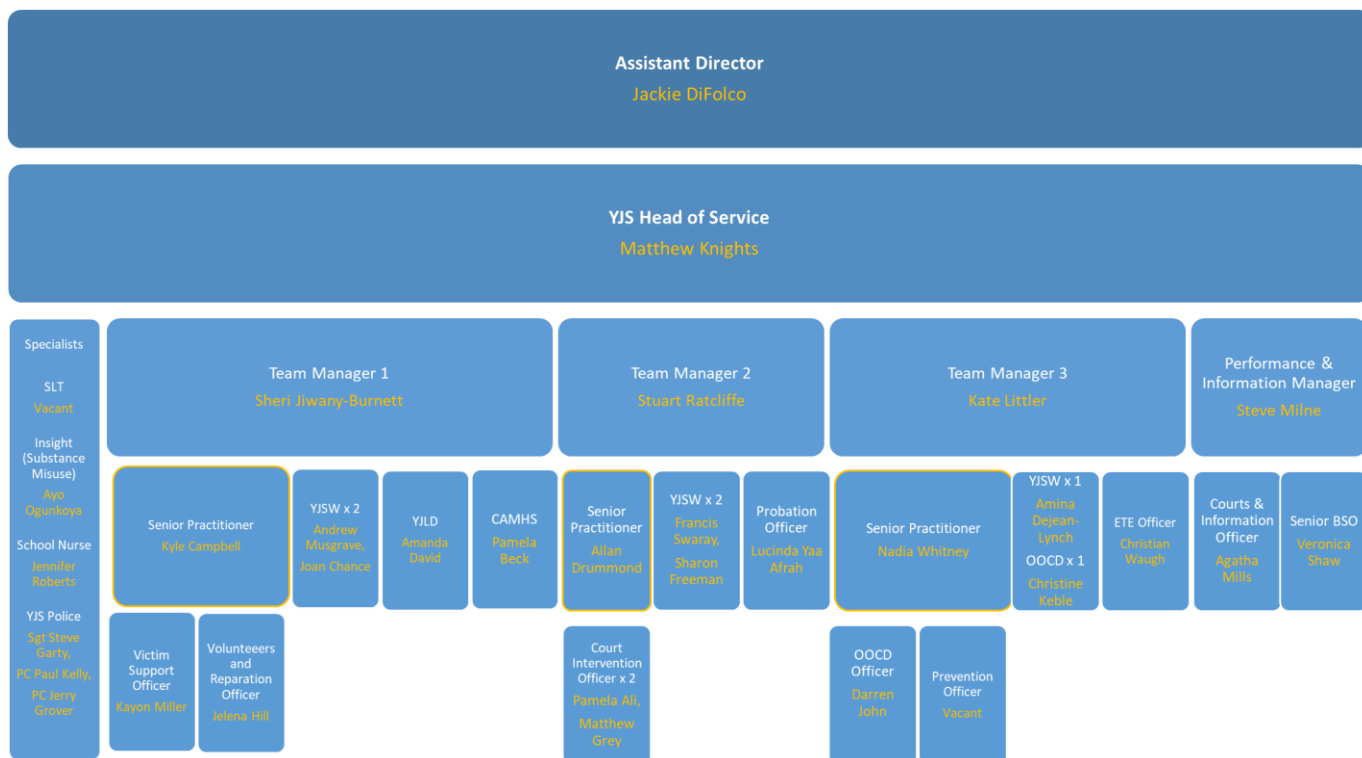 Assistant Director
Jackie DiFolco
YJS Head of Service
Matthew Knights
Specialists
SLT
Vacant
Insight
(Substance
Misuse)
Ayo
Ogunkoya
School Nurse
Jennifer
Roberts
YJS Police
Sgt Steve
Garty,
PC Paul Kelly,
PC Jerry
Grover
Team Manager 1
Sheri Jiwany-Burnett
Team Manager 2
Stuart Ratcliffe
Team Manager 3
Kate Littler
Performance &
Information Manager
Steve Milne
Senior Practitioner
Kyle Campbell
YJSW x 2
Andrew
Musgrave,
Joan Chance
YJLD
Amanda
David
CAMHS
Pamela
Beck
Senior
Practitioner
Allan
Drummond
YJSW x 2
Francis
Swaray,
Sharon
Freeman
Probation
Officer
Lucinda Yaa
Afrah
Senior Practitioner
Nadia Whitney
YJSW x 1
Amina
Dejean-
Lynch
OOCD x 1
Christine
Keble
ETE Officer
Christian
Waugh
Courts &
Information
Officer
Agatha
Mills
Senior BSO
Veronica
Shaw
Victim
Support
Officer
Kayon Miller
Volunteeers
and
Reparation
Officer
Jelena Hill
Court
Intervention
Officer x 2
Pamela Ali,
Matthew
Grey
OOCD
Officer
Darren
John
Prevention
Officer
Vacant